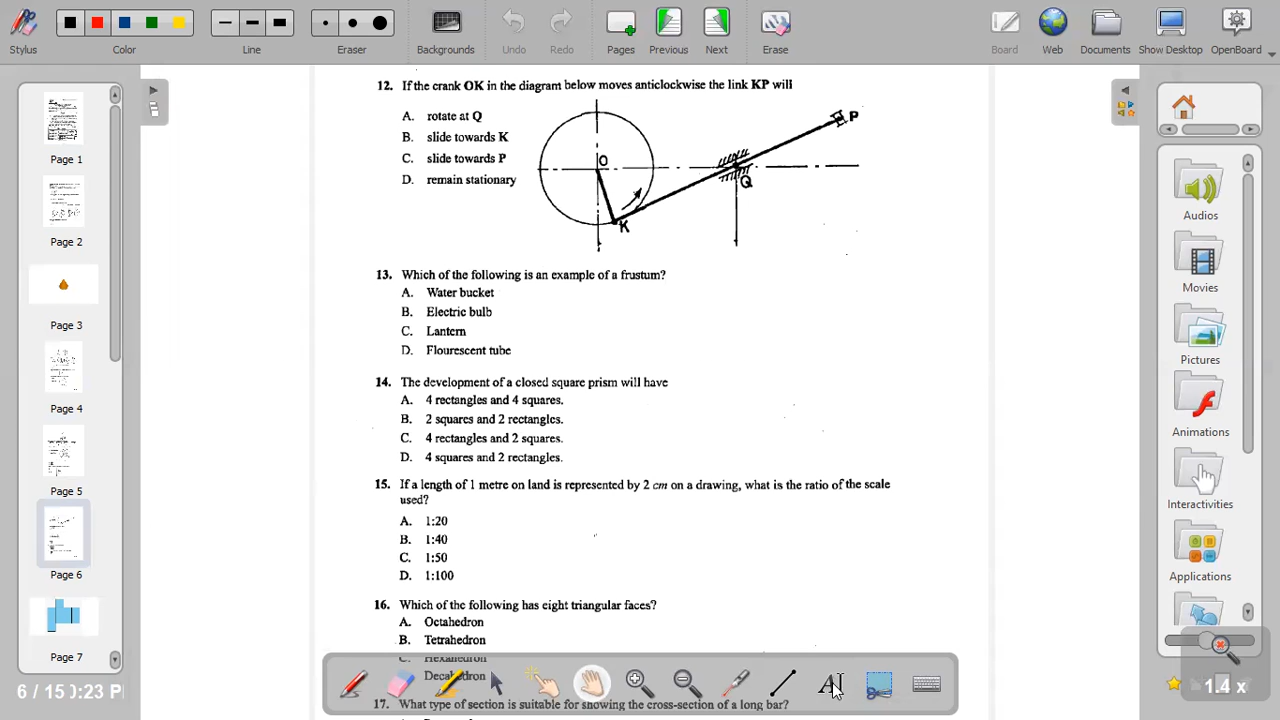 Stylus
Color
Line
Eraser
Backgrounds
Undo
Redo
Pages
Previous
Next
Erase
Board
Web
Documents
Show Desktop
OpenBoard
Page 1
Page 2
Page 3
Page 4
Page 5
Page 6
Page 7
6 / 15
0:23 PM
12. If the crank OK in the diagram below moves anticlockwise the link KP will
A. rotate at Q
B. slide towards K
C. slide towards P
D. remain stationary
O
K
Q
P
13. Which of the following is an example of a frustum?
A. Water bucket
B. Electric bulb
C. Lantern
D. Flourescent tube
14. The development of a closed square prism will have
A. 4 rectangles and 4 squares.
B. 2 squares and 2 rectangles.
C. 4 rectangles and 2 squares.
D. 4 squares and 2 rectangles.
15. If a length of 1 metre on land is represented by 2 cm on a drawing, what is the ratio of the scale
used?
A. 1:20
B. 1:40
C. 1:50
D. 1:100
16. Which of the following has eight triangular faces?
A. Octahedron
B. Tetrahedron
C. Hexahedron
Decahedron
17. What type of section is suitable for showing the cross-section of a long bar?
Audios
Movies
Pictures
Animations
Interactivities
Applications
1.4 x